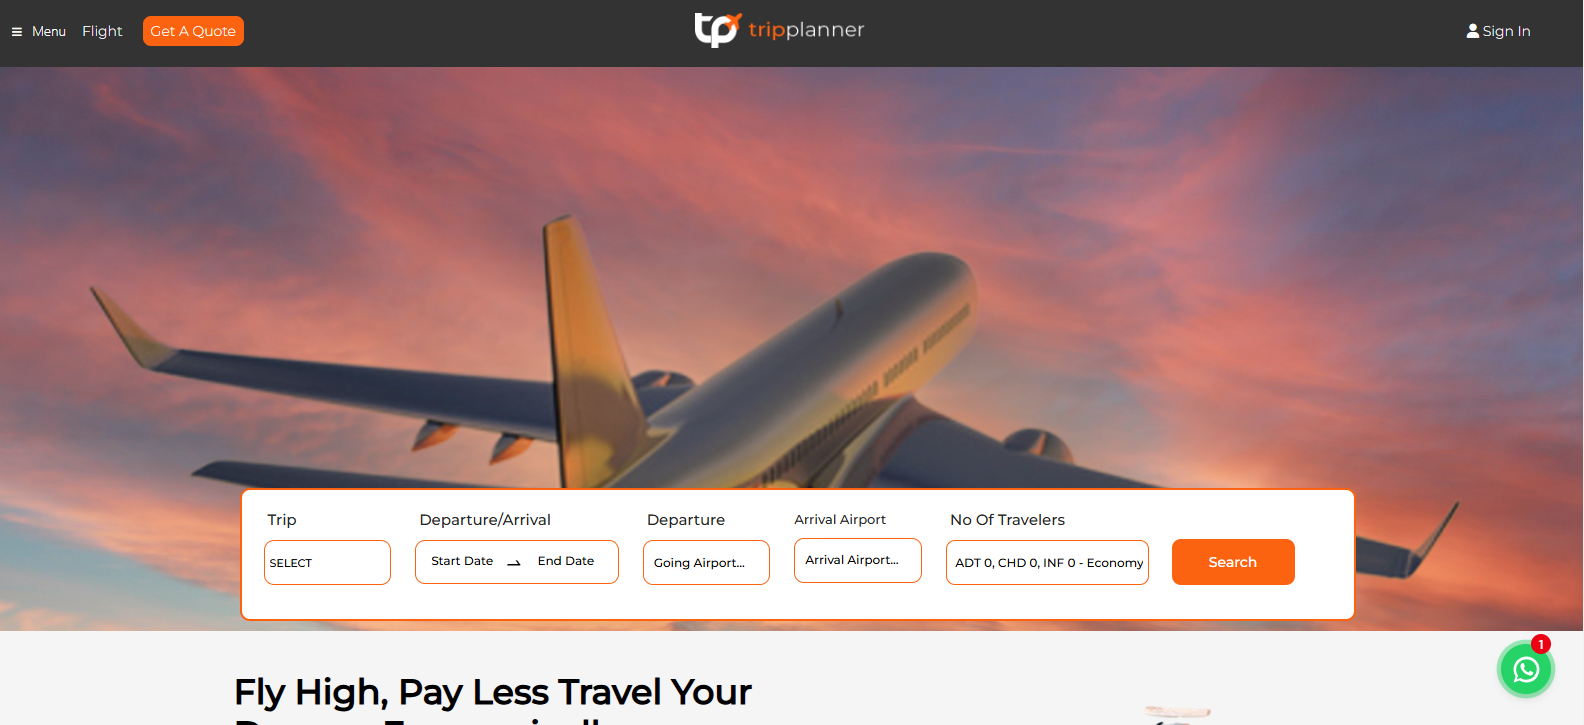 Menu Flight Get A Quote
tp tripplanner
Sign In
Trip Departure/Arrival Departure Arrival Airport No Of Travelers
SELECT Start Date End Date Going Airport... Arrival Airport... ADT 0, CHD 0, INF 0 - Economy Search
1
Fly High, Pay Less Travel Your